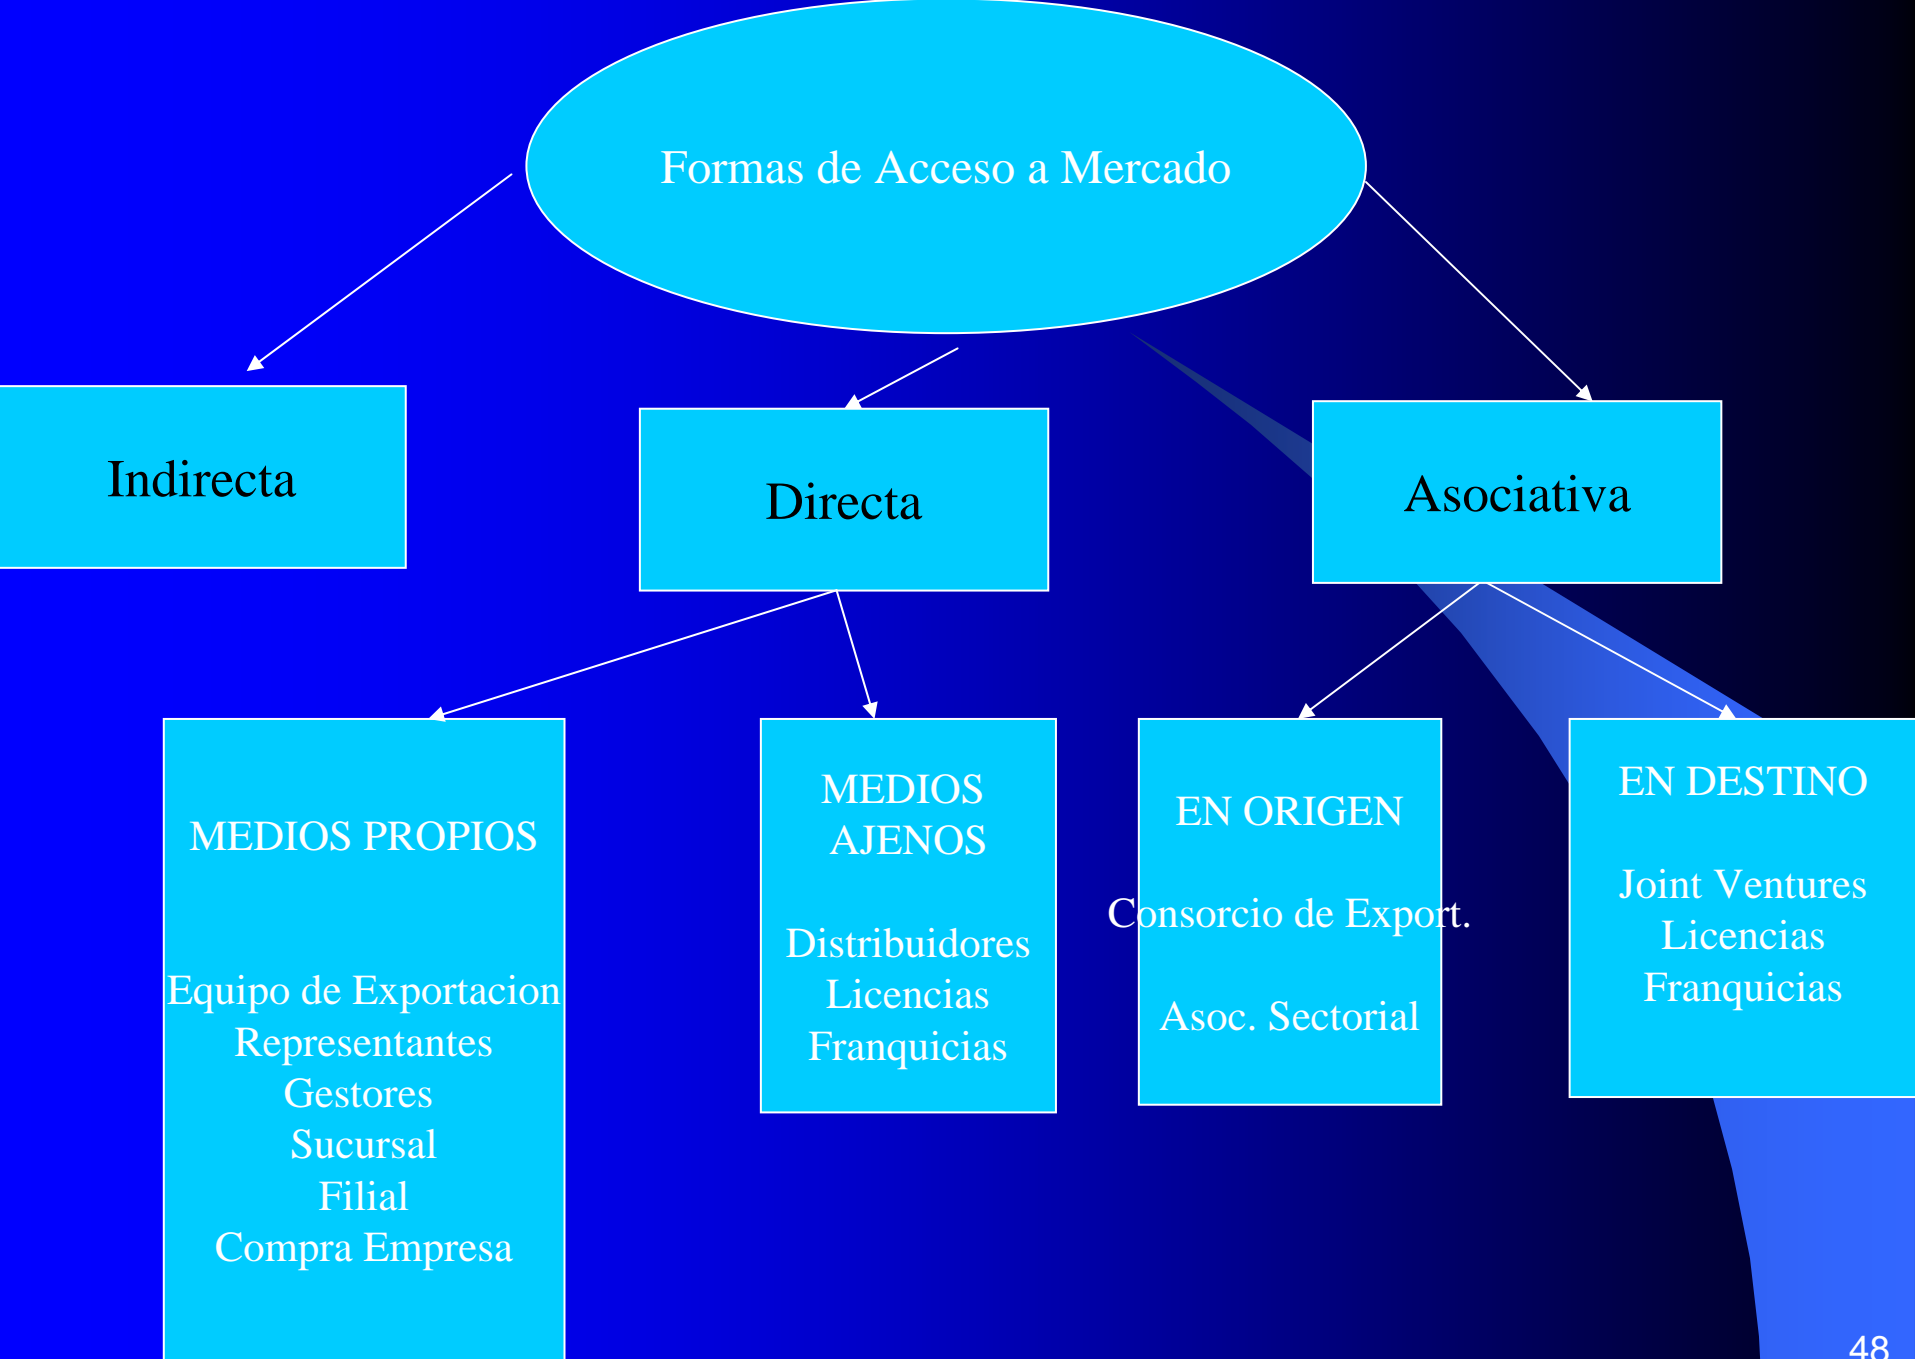 Formas de Acceso a Mercado
Indirecta
Directa
Asociativa
MEDIOS PROPIOS
Equipo de Exportacion
Representantes
Gestores
Sucursal
Filial
Compra Empresa
MEDIOS
AJENOS
Distribuidores
Licencias
Franquicias
EN ORIGEN
Consorcio de Export.
Asoc. Sectorial
EN DESTINO
Joint Ventures
Licencias
Franquicias
48